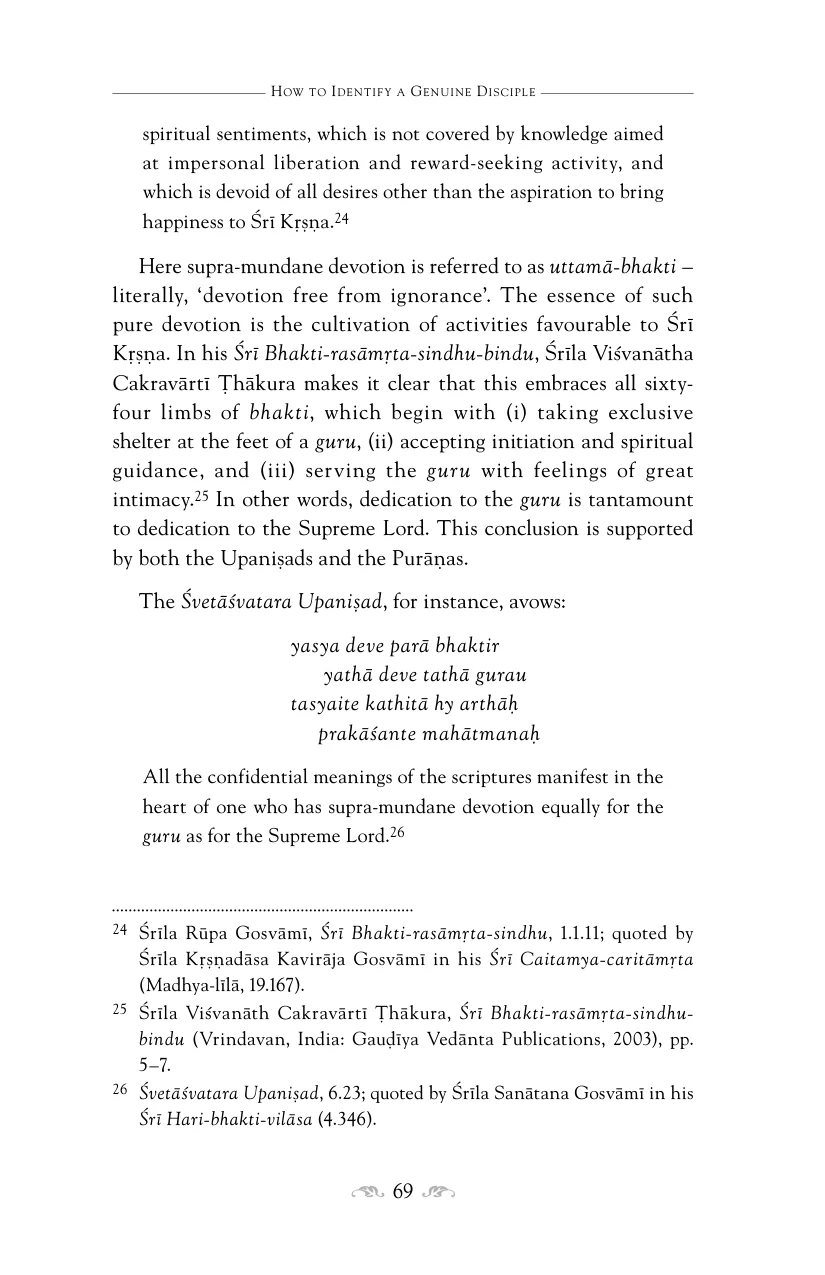 How to Identify a Genuine Disciple
spiritual sentiments, which is not covered by knowledge aimed
at impersonal liberation and reward-seeking activity, and
which is devoid of all desires other than the aspiration to bring
happiness to Śrī Kṛṣṇa.24
Here supra-mundane devotion is referred to as uttamā-bhakti –
literally, ‘devotion free from ignorance’. The essence of such
pure devotion is the cultivation of activities favourable to Śrī
Kṛṣṇa. In his Śrī Bhakti-rasāmṛta-sindhu-bindu, Śrīla Viśvanātha
Cakravārtī Ṭhākura makes it clear that this embraces all sixty-
four limbs of bhakti, which begin with (i) taking exclusive
shelter at the feet of a guru, (ii) accepting initiation and spiritual
guidance, and (iii) serving the guru with feelings of great
intimacy.25 In other words, dedication to the guru is tantamount
to dedication to the Supreme Lord. This conclusion is supported
by both the Upaniṣads and the Purāṇas.
The Śvetāśvatara Upaniṣad, for instance, avows:
yasya deve parā bhaktir
yathā deve tathā gurau
tasyaite kathitā hy arthāḥ
prakāśante mahātmanaḥ
All the confidential meanings of the scriptures manifest in the
heart of one who has supra-mundane devotion equally for the
guru as for the Supreme Lord.26
24 Śrīla Rūpa Gosvāmī, Śrī Bhakti-rasāmṛta-sindhu, 1.1.11; quoted by
Śrīla Kṛṣṇadāsa Kavirāja Gosvāmī in his Śrī Caitamya-caritāmṛta
(Madhya-līlā, 19.167).
25 Śrīla Viśvanāth Cakravārtī Ṭhākura, Śrī Bhakti-rasāmṛta-sindhu-
bindu (Vrindavan, India: Gauḍīya Vedānta Publications, 2003), pp.
5–7.
26 Śvetāśvatara Upaniṣad, 6.23; quoted by Śrīla Sanātana Gosvāmī in his
Śrī Hari-bhakti-vilāsa (4.346).
69